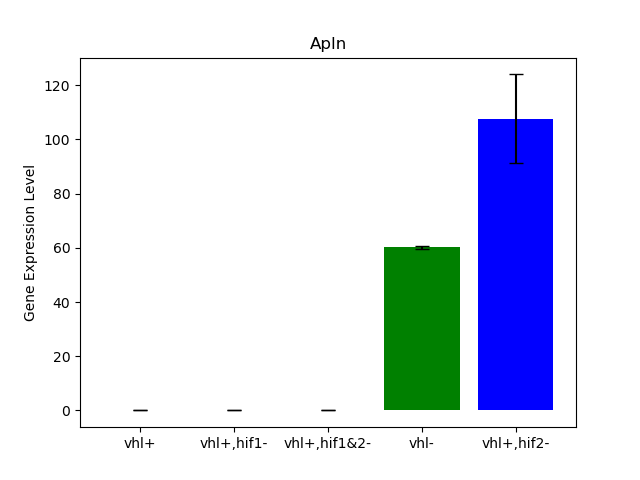 Apln
Gene Expression Level
120
100
80
60
40
20
0
vhl+ vhl+,hif1- vhl+,hif1&2- vhl- vhl+,hif2-